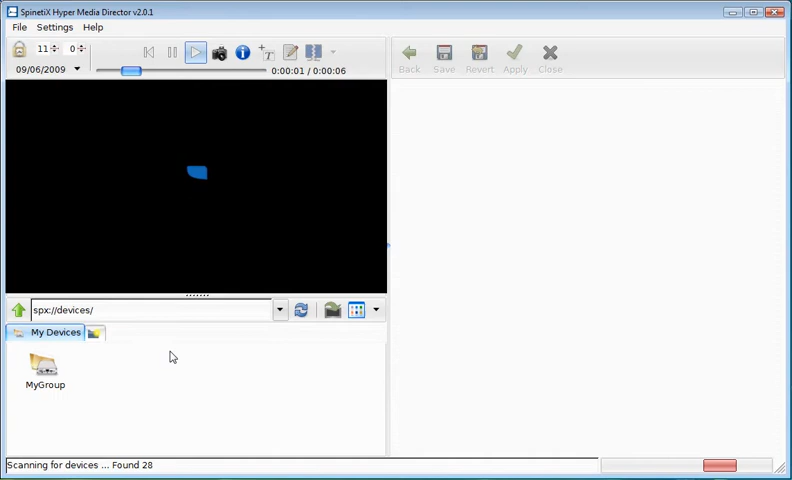 SpinetiX Hyper Media Director v2.0.1
File Settings Help
11 0
09/06/2009
0:00:01 / 0:00:06
Back Save Revert Apply Close
spx://devices/
My Devices
MyGroup
Scanning for devices ... Found 28